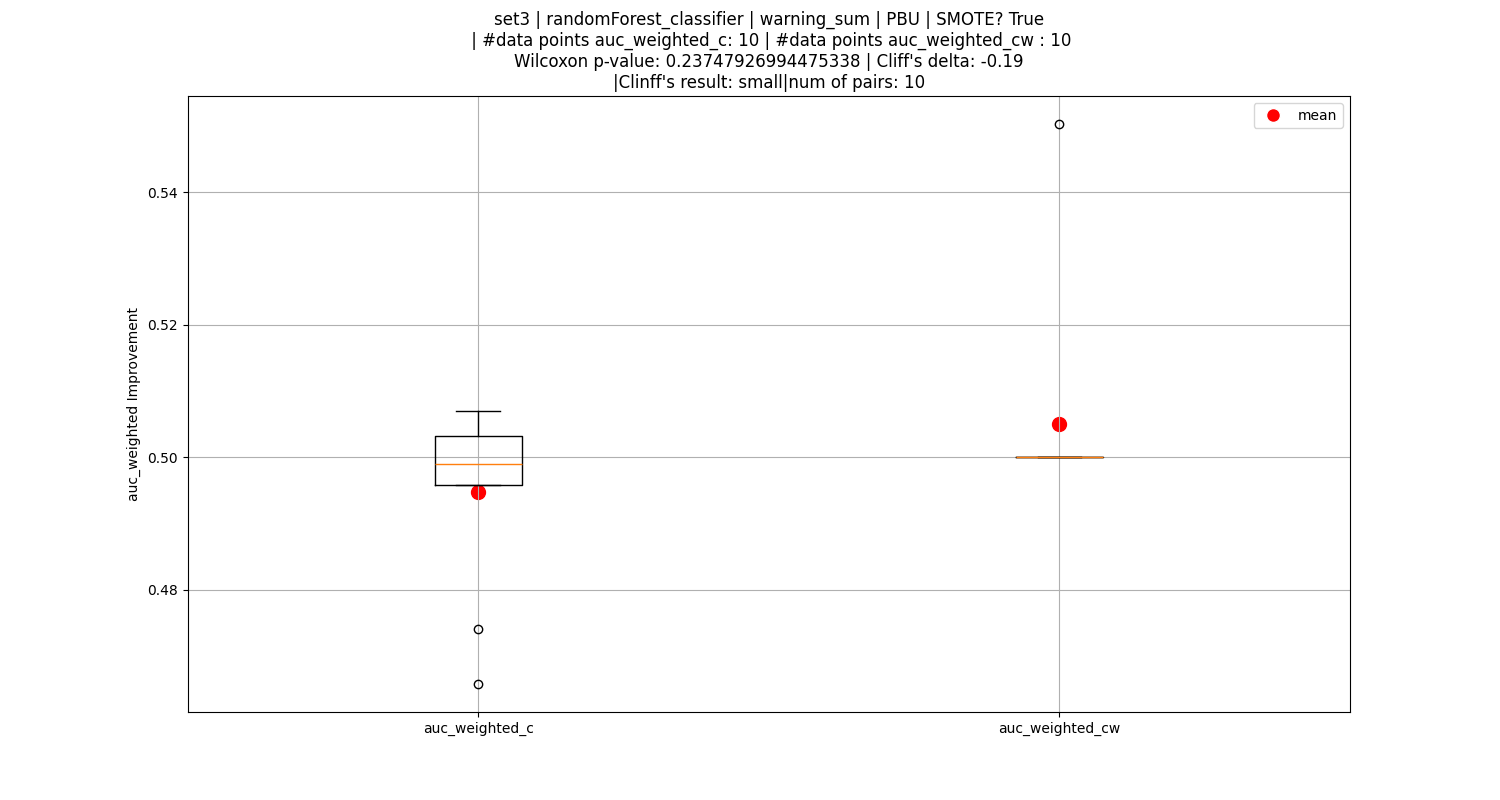 set3 | randomForest_classifier | warning_sum | PBU | SMOTE? True
| #data points auc_weighted_c: 10 | #data points auc_weighted_cw : 10
Wilcoxon p-value: 0.23747926994475338 | Cliff's delta: -0.19
|Clinff's result: small|num of pairs: 10
mean
0.54
0.52
0.50
0.48
auc_weighted Improvement
auc_weighted_c
auc_weighted_cw